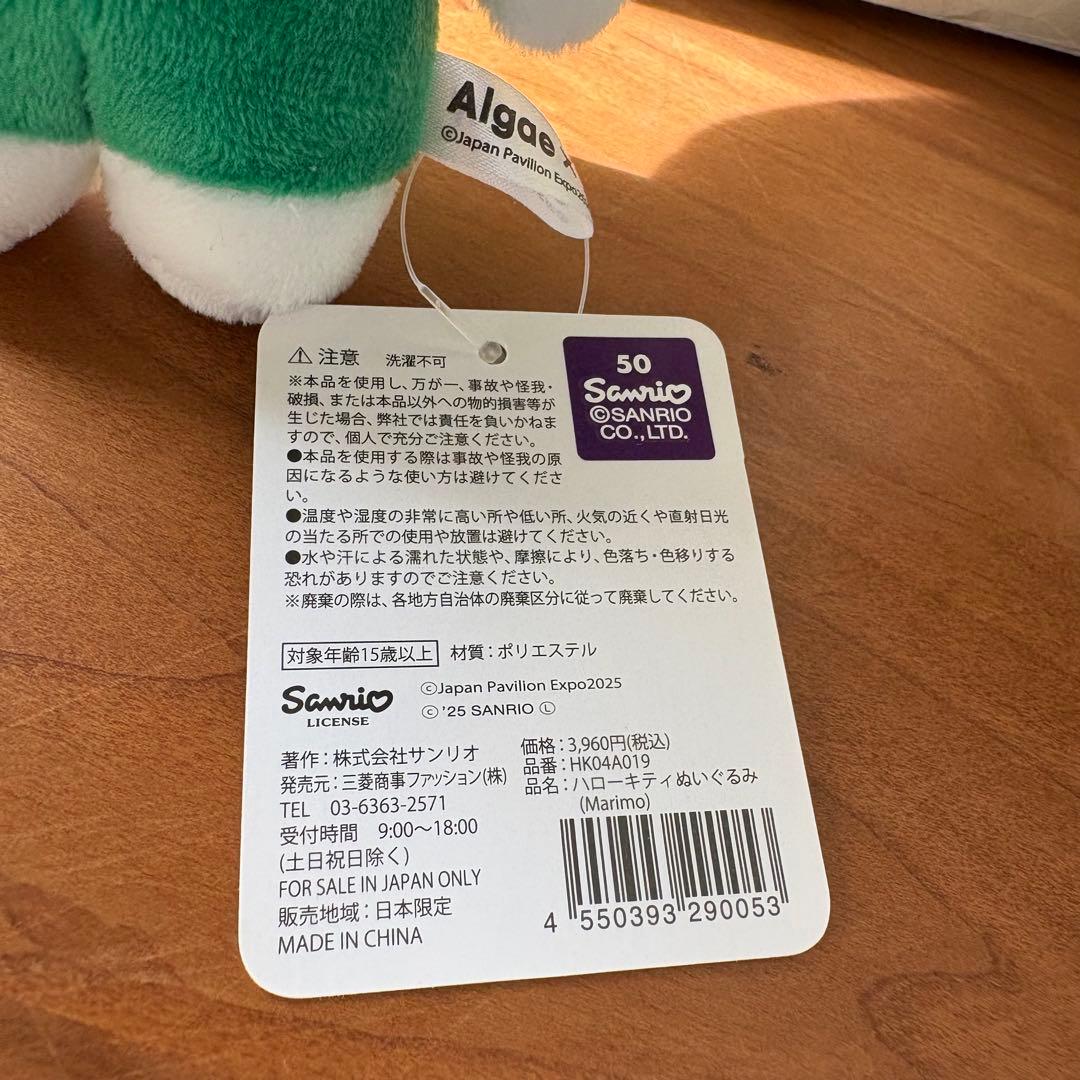 Algae
©Japan Pavilion Expo202
⚠ 注意 洗濯不可
※本品を使用し、万が一、事故や怪我・
破損、または本品以外への物的損害等が
生じた場合、弊社では責任を負いかねま
すので、個人で充分ご注意ください。
●本品を使用する際は事故や怪我の原
因になるような使い方は避けてくださ
い。
●温度や湿度の非常に高い所や低い所、火気の近くや直射日光
の当たる所での使用や放置は避けてください。
●水や汗による濡れた状態や、摩擦により、色落ち・色移りする
恐れがありますのでご注意ください。
※廃棄の際は、各地方自治体の廃棄区分に従って廃棄してください。
50
Sanrio
©SANRIO
CO.,LTD.
対象年齢15歳以上 材質:ポリエステル
Sanrio
LICENSE
©Japan Pavilion Expo2025
©'25 SANRIO Ⓛ
著作:株式会社サンリオ
発売元:三菱商事ファッション(株)
TEL 03-6363-2571
受付時間 9:00〜18:00
(土日祝日除く)
FOR SALE IN JAPAN ONLY
販売地域:日本限定
MADE IN CHINA
価格:3,960円(税込)
品番:HK04A019
品名:ハローキティぬいぐるみ
(Marimo)
4 550393 290053